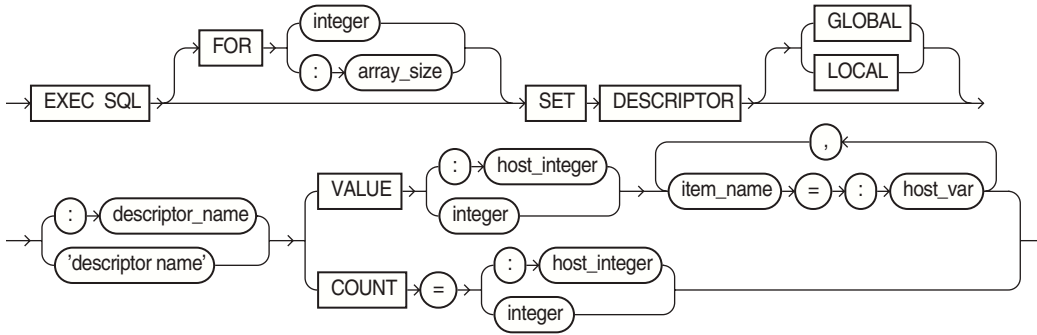 EXEC SQL
FOR
integer
: array_size
SET
DESCRIPTOR
GLOBAL
LOCAL
: descriptor_name
'descriptor name'
VALUE
: host_integer
integer
,
item_name = : host_var
COUNT =
: host_integer
integer